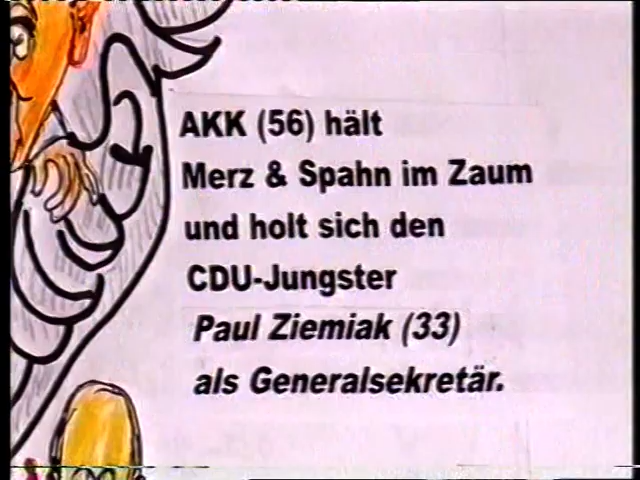 AKK (56) hält
Merz & Spahn im Zaum
und holt sich den
CDU-Jungster
Paul Ziemiak (33)
als Generalsekretär.